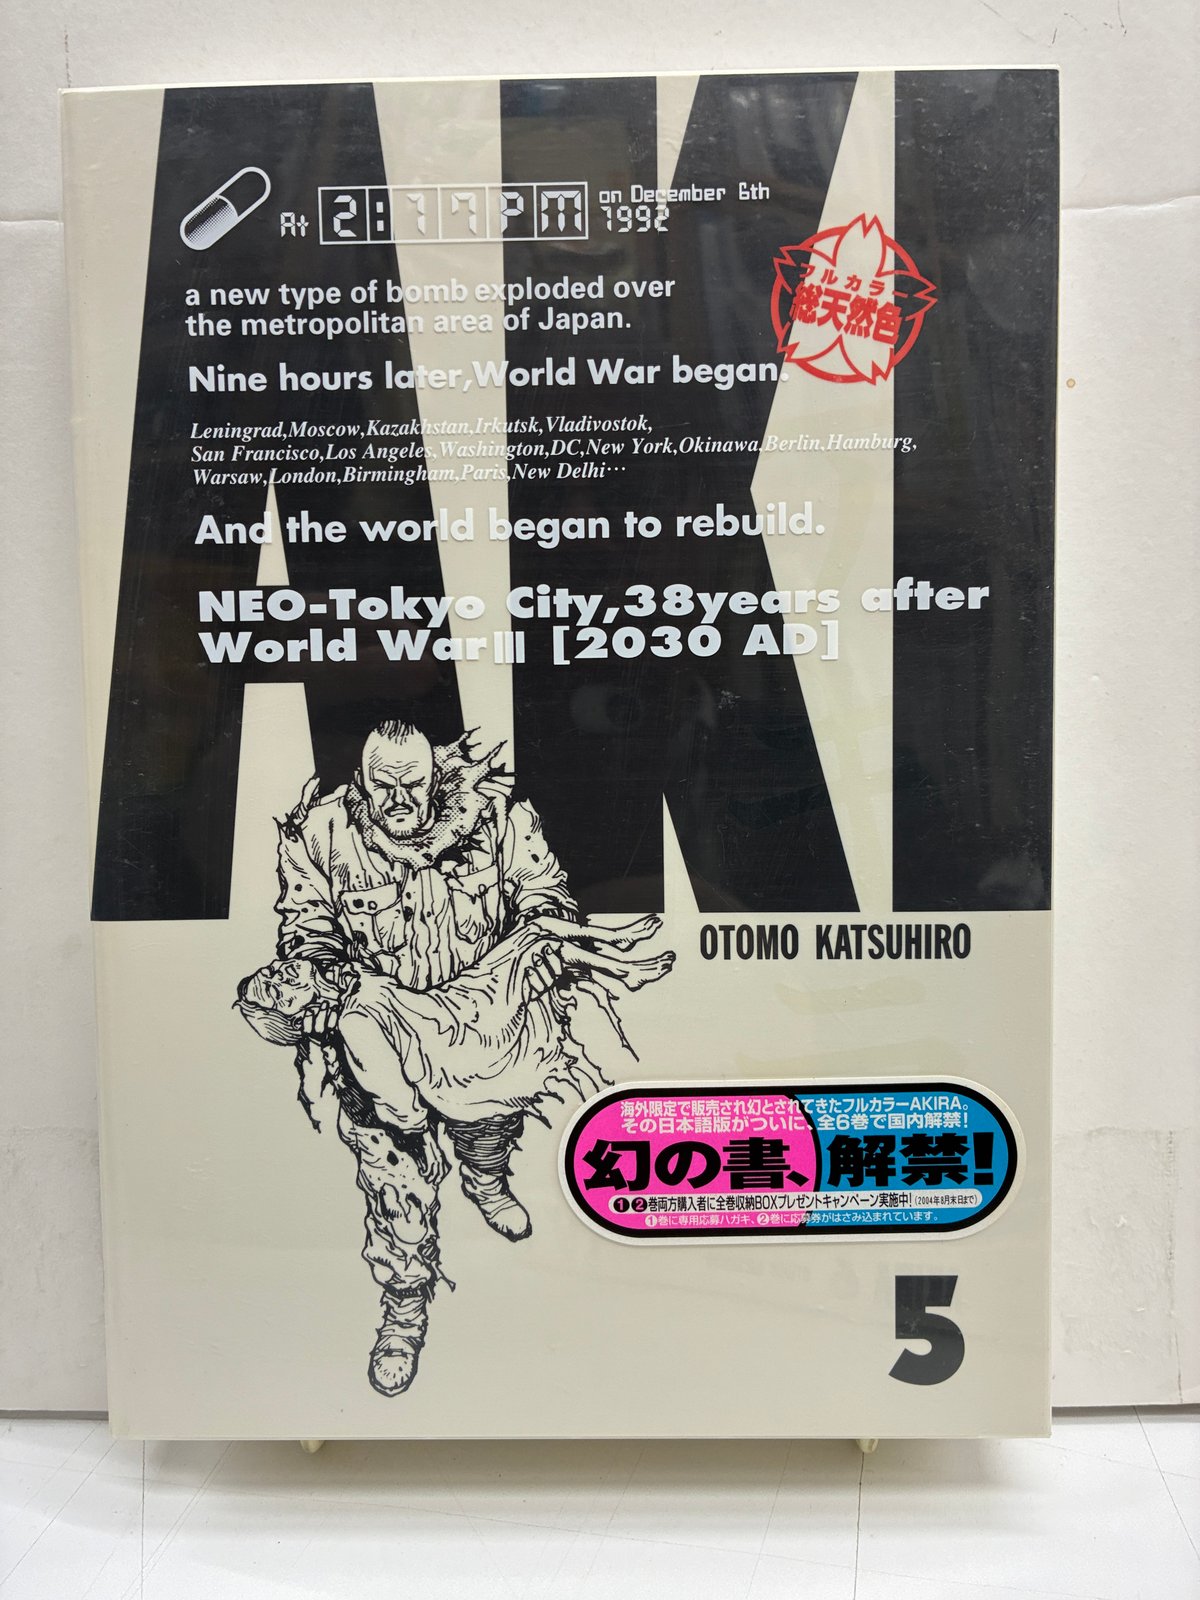 AKI
At 2:17PM on December 6th
1992
a new type of bomb exploded over
the metropolitan area of Japan.
フルカラー
総天然色
Nine hours later,World War began.
Leningrad,Moscow,Kazakhstan,Irkutsk,Vladivostok,
San Francisco,Los Angeles,Washington,DC,New York,Okinawa,Berlin,Hamburg,
Warsaw,London,Birmingham,Paris,New Delhi…
And the world began to rebuild.
NEO-Tokyo City,38years after
World WarⅢ [2030 AD]
OTOMO KATSUHIRO
海外限定で販売され幻とされてきたフルカラーAKIRA。
その日本語版がついに、全6巻で国内解禁!
幻の書、解禁!
❶❷巻両方購入者に全巻収納BOXプレゼントキャンペーン実施中!(2004年8月末日まで)
①巻に専用応募ハガキ、②巻に応募券がはさみ込まれています。
5